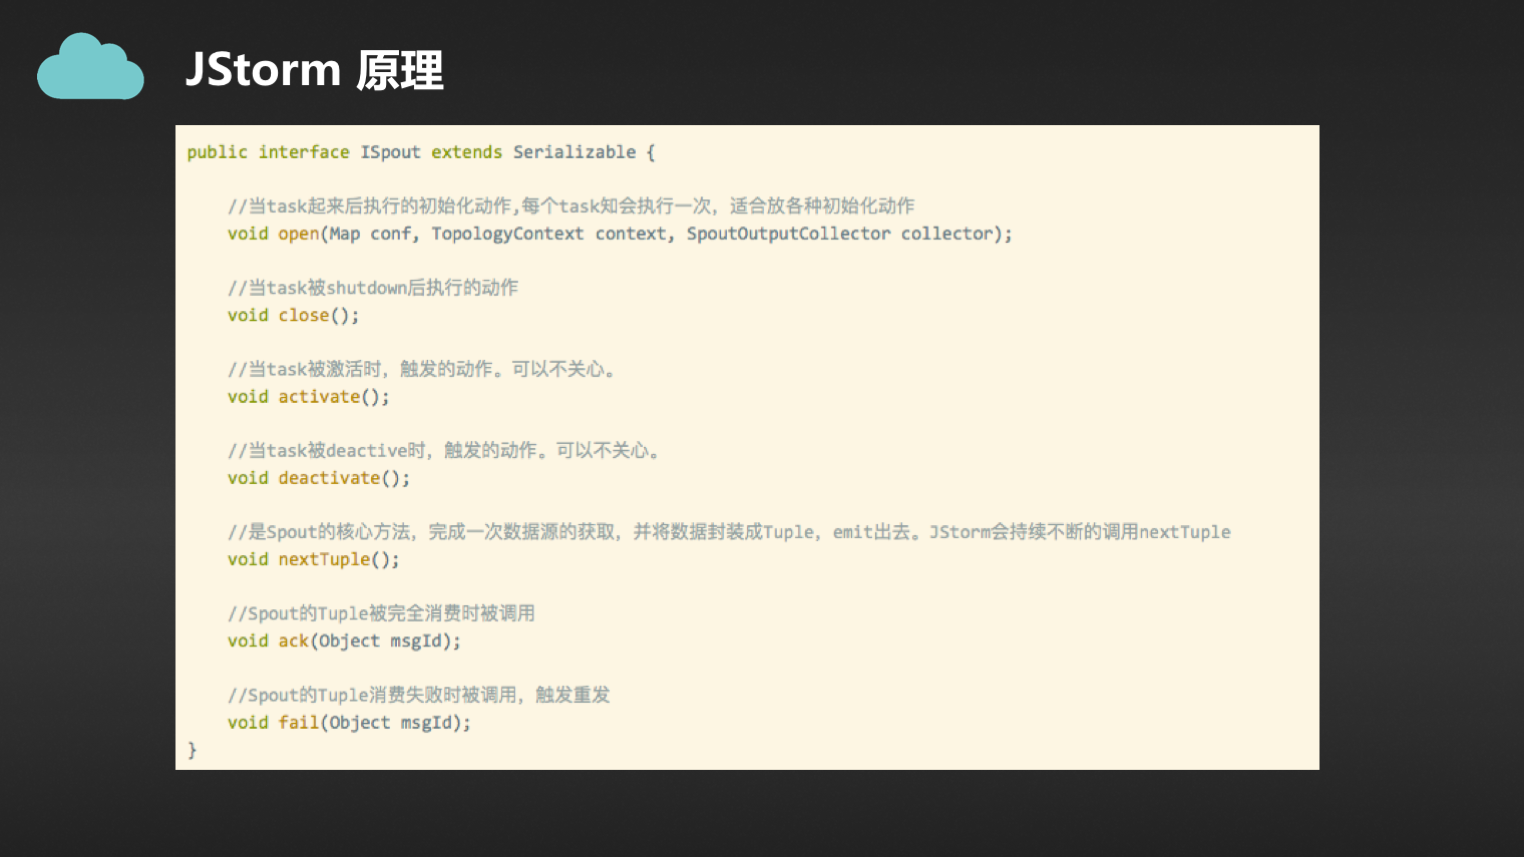 JStorm 原理
public interface ISpout extends Serializable {
//当task起来后执行的初始化动作,每个task知会执行一次，适合放各种初始化动作
void open(Map conf, TopologyContext context, SpoutOutputCollector collector);
//当task被shutdown后执行的动作
void close();
//当task被激活时，触发的动作。可以不关心。
void activate();
//当task被deactive时，触发的动作。可以不关心。
void deactivate();
//是Spout的核心方法，完成一次数据源的获取，并将数据封装成Tuple，emit出去。JStorm会持续不断的调用nextTuple
void nextTuple();
//Spout的Tuple被完全消费时被调用
void ack(Object msgId);
//Spout的Tuple消费失败时被调用，触发重发
void fail(Object msgId);
}